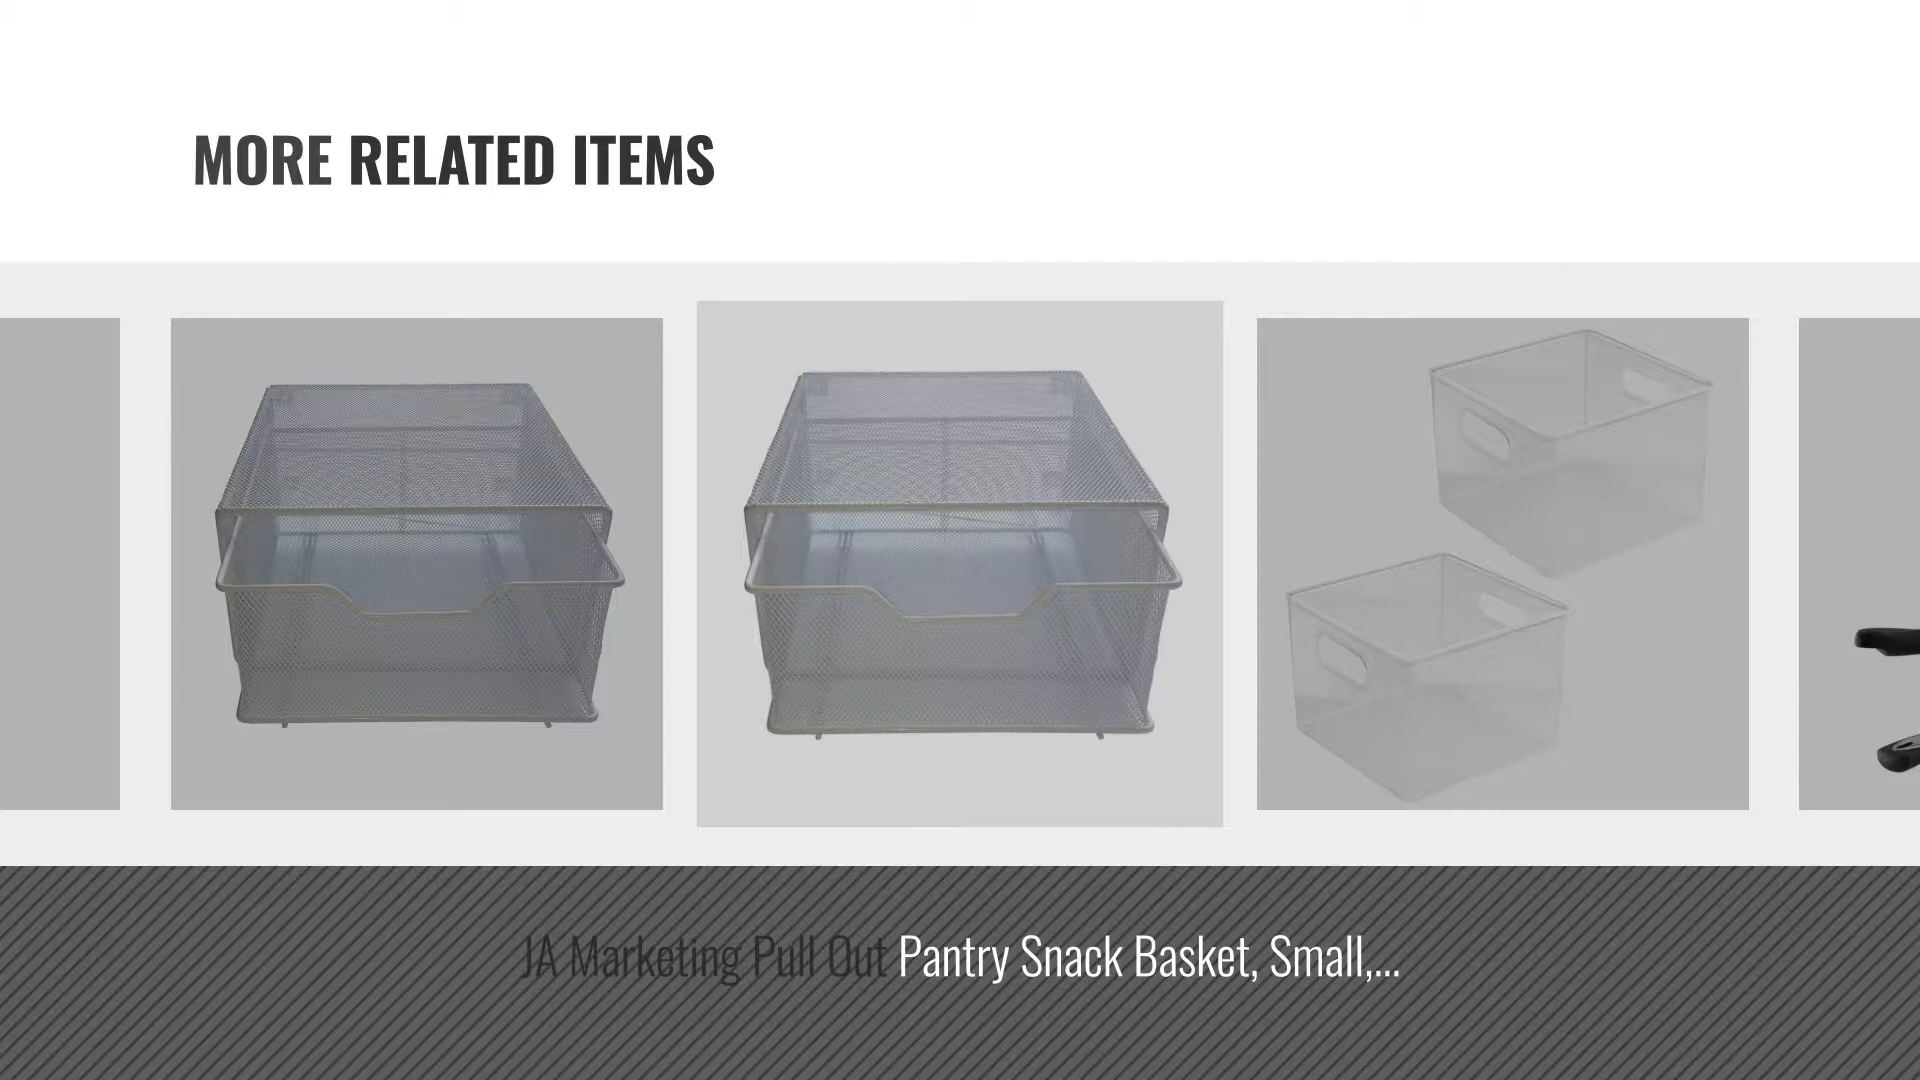 MORE RELATED ITEMS
JA Marketing Pull Out Pantry Snack Basket, Small,...